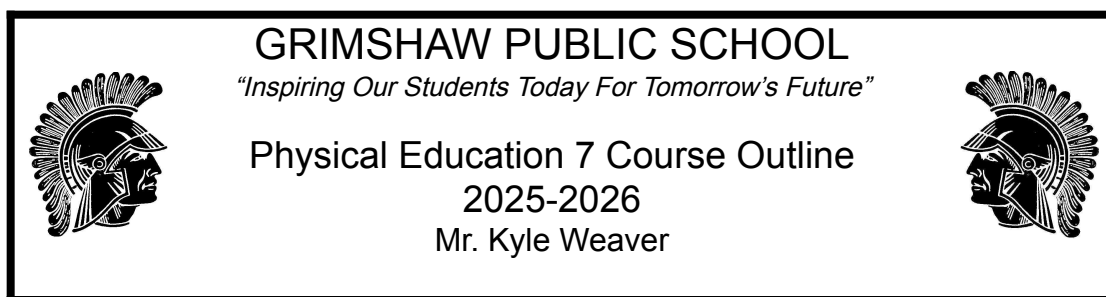 GRIMSHAW PUBLIC SCHOOL
“Inspiring Our Students Today For Tomorrow’s Future”
Physical Education 7 Course Outline
2025-2026
Mr. Kyle Weaver